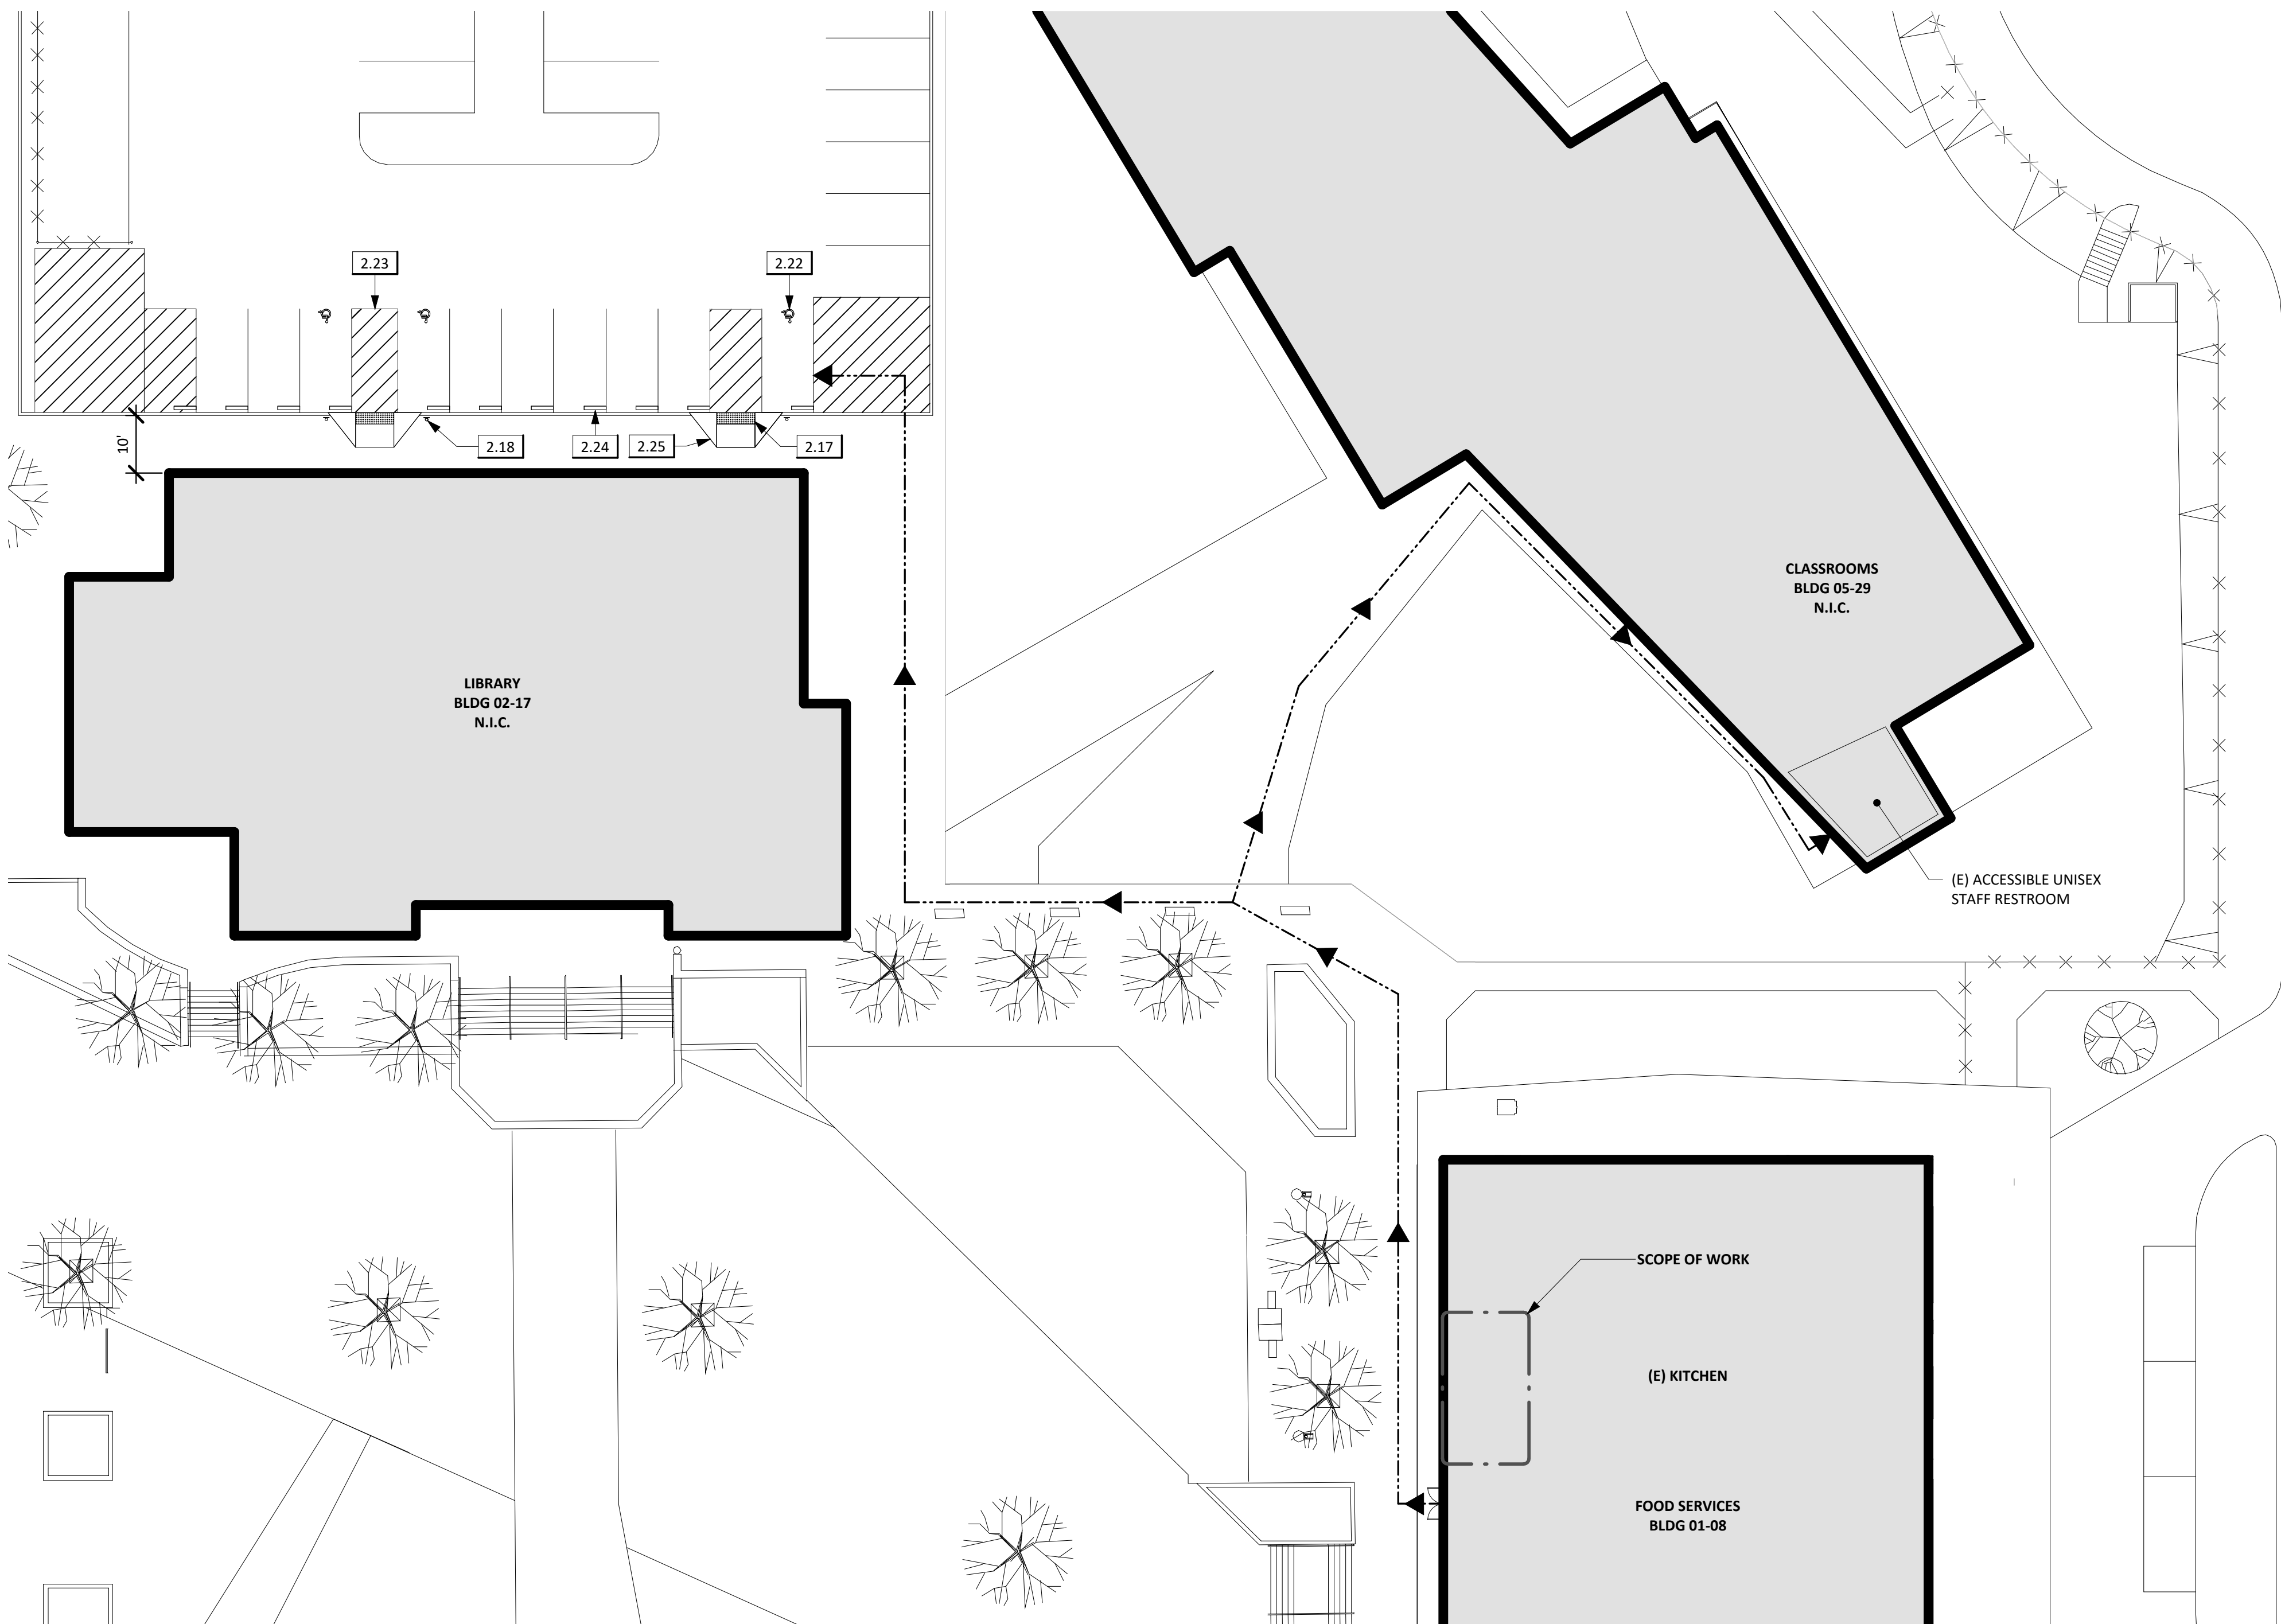 2.23
2.22
10'
2.18
2.24
2.25
2.17
CLASSROOMS
BLDG 05-29
N.I.C.
LIBRARY
BLDG 02-17
N.I.C.
(E) ACCESSIBLE UNISEX
STAFF RESTROOM
SCOPE OF WORK
(E) KITCHEN
FOOD SERVICES
BLDG 01-08